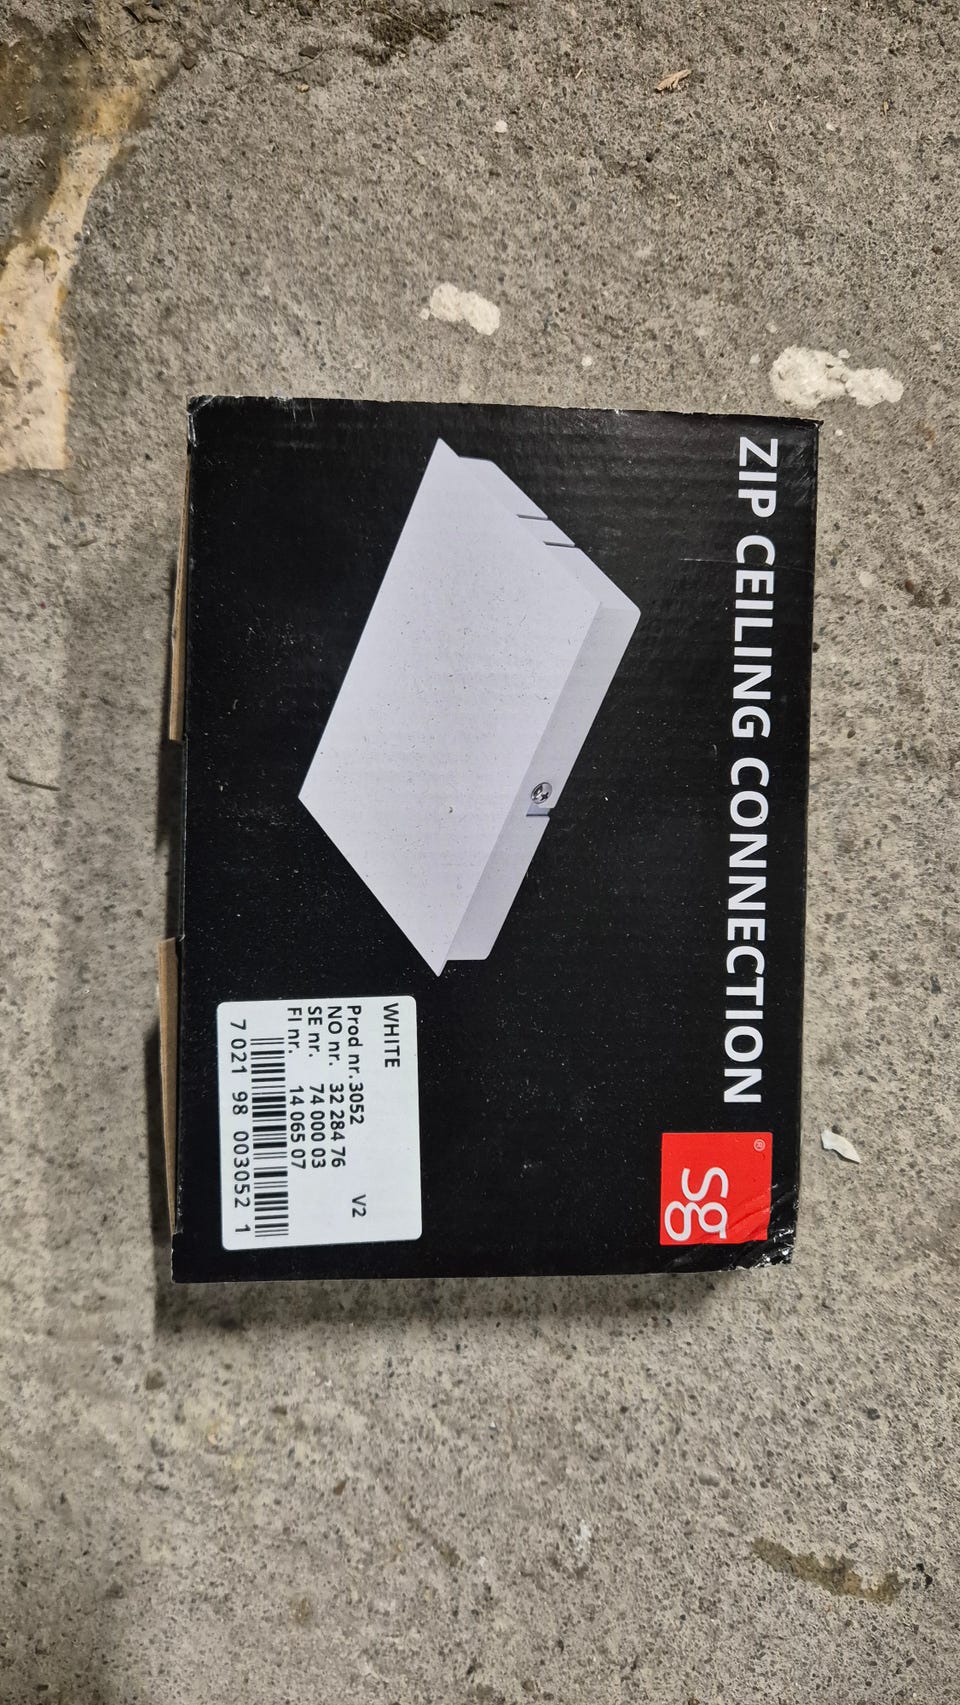 ZIP CEILING CONNECTION
sg
®
WHITE
Prod nr. 3052 V2
NO nr. 32 284 76
SE nr. 74 000 03
FI nr. 14 065 07
7 021 98 003052 1